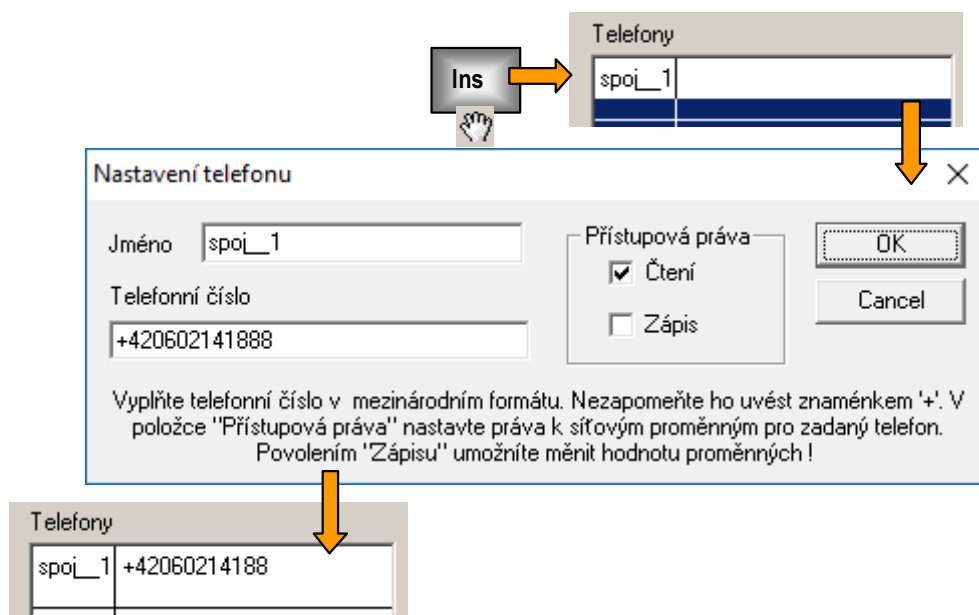 Ins
Telefony
spoj__1
Nastavení telefonu
Jméno
spoj__1
Přístupová práva
Čtení
Zápis
OK
Cancel
Telefonní číslo
+420602141888
Vyplňte telefonní číslo v  mezinárodním formátu. Nezapomeňte ho uvést znaménkem '+'. V
položce "Přístupová práva" nastavte práva k síťovým proměnným pro zadaný telefon.
Povolením "Zápisu" umožníte měnit hodnotu proměnných !
Telefony
spoj__1 +42060214188